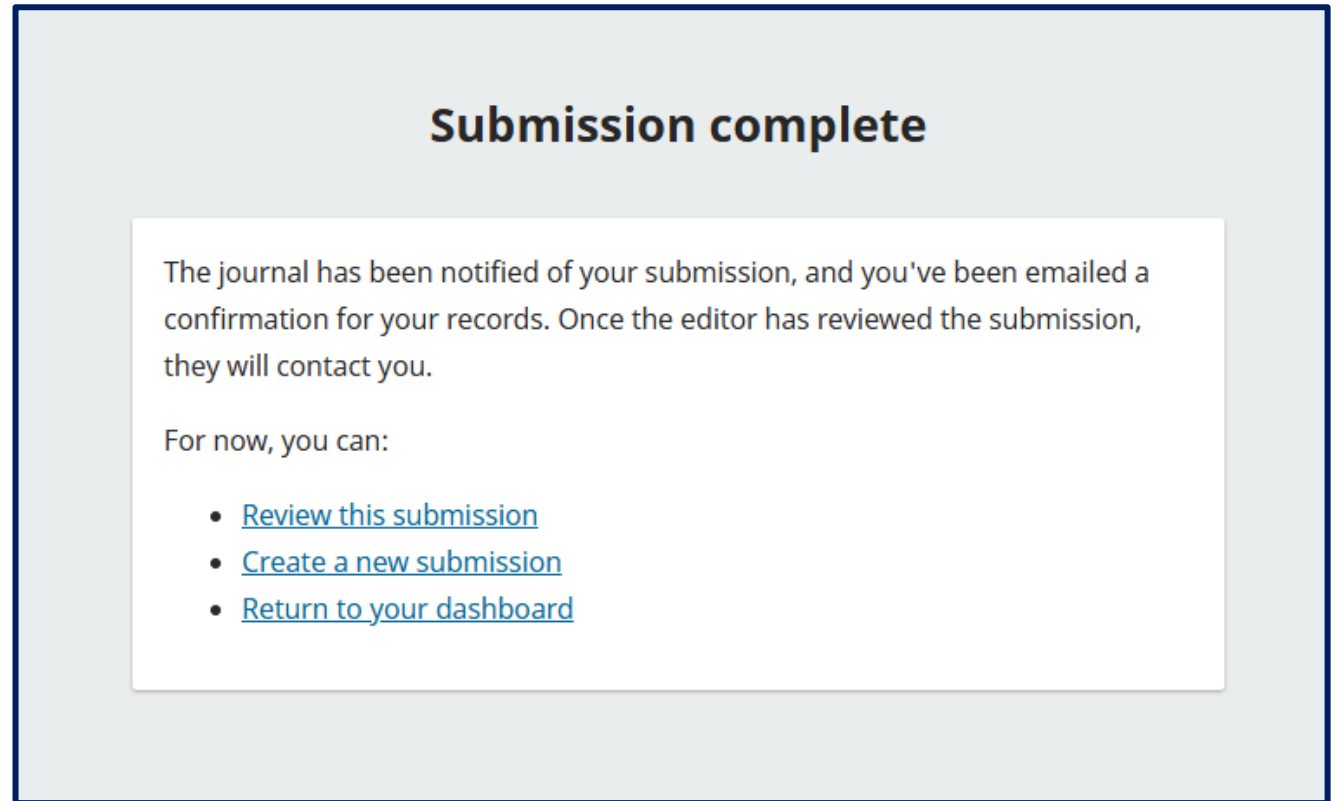 Submission complete
The journal has been notified of your submission, and you've been emailed a
confirmation for your records. Once the editor has reviewed the submission,
they will contact you.
For now, you can:
• Review this submission
• Create a new submission
• Return to your dashboard